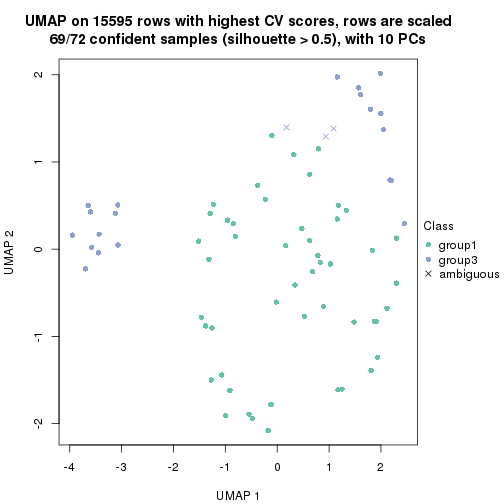 UMAP on 15595 rows with highest CV scores, rows are scaled
69/72 confident samples (silhouette > 0.5), with 10 PCs
2
1
0
-1
-2
UMAP 2
-4
-3
-2
-1
0
1
2
UMAP 1
Class
group1
group3
ambiguous